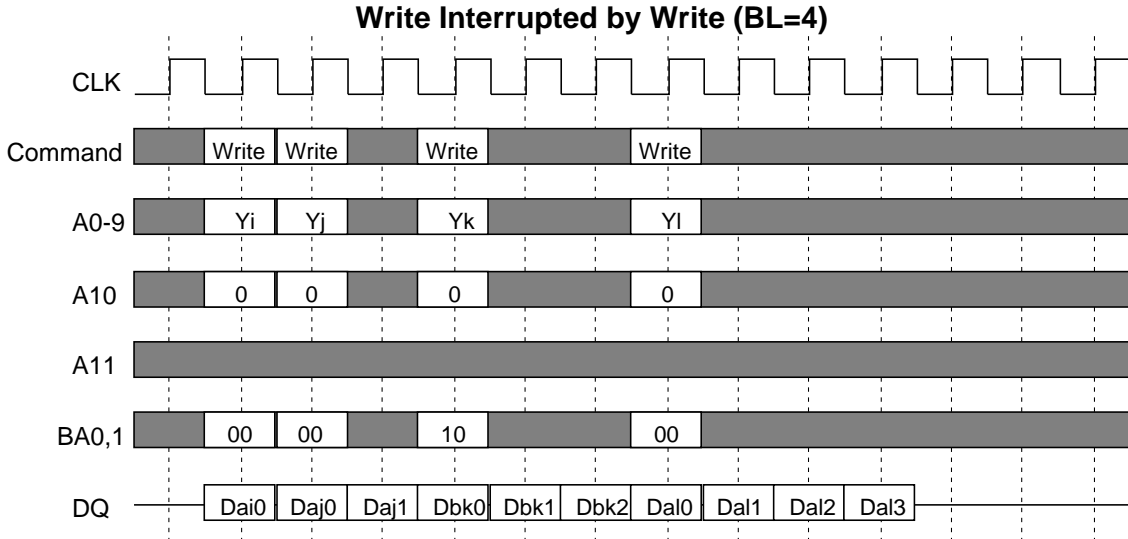 Write Interrupted by Write (BL=4)
CLK
Command Write Write Write Write
A0-9 Yi Yj Yk Yl
A10 0 0 0 0
A11
BA0,1 00 00 10 00
DQ Dai0 Daj0 Daj1 Dbk0 Dbk1 Dbk2 Dal0 Dal1 Dal2 Dal3